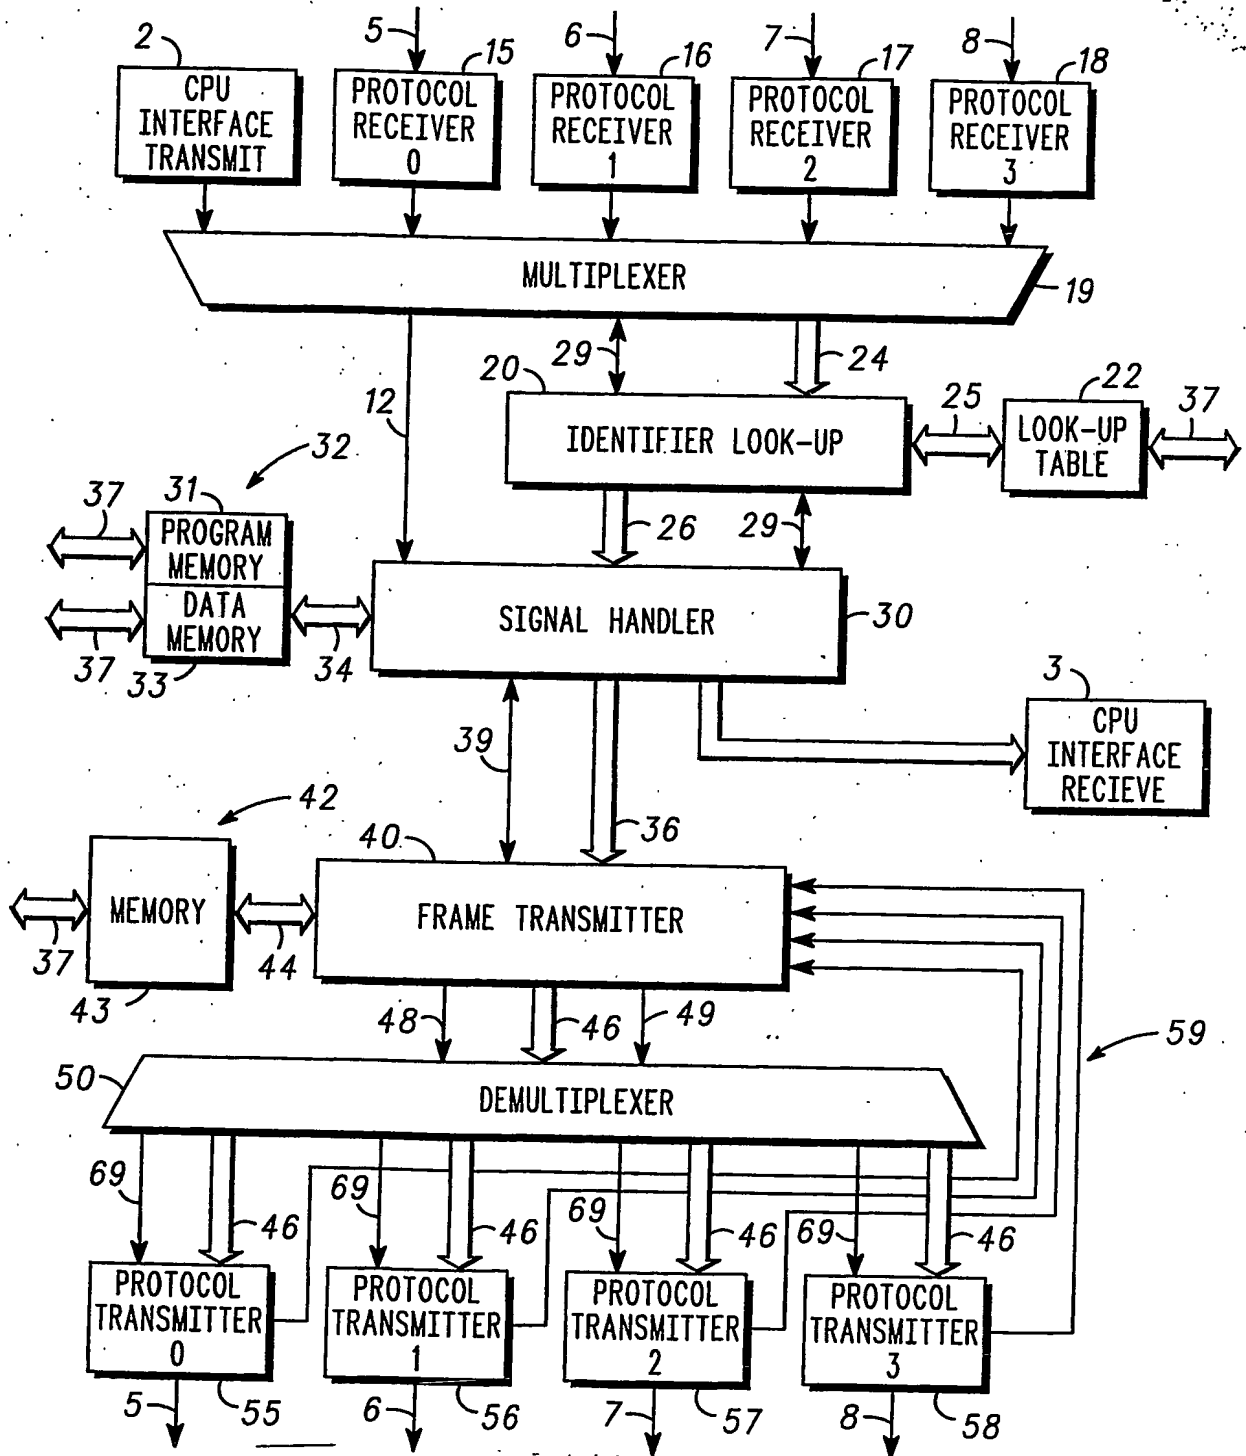 5
6
7
8
2
15
16
17
18
CPU
INTERFACE
TRANSMIT
PROTOCOL
RECEIVER
0
PROTOCOL
RECEIVER
1
PROTOCOL
RECEIVER
2
PROTOCOL
RECEIVER
3
MULTIPLEXER
19
12
29
24
20
IDENTIFIER LOOK-UP
25
22
LOOK-UP
TABLE
37
32
31
37
PROGRAM
MEMORY
DATA
MEMORY
37
33
34
26
29
SIGNAL HANDLER
30
3
CPU
INTERFACE
RECIEVE
39
36
42
40
MEMORY
37
43
44
FRAME TRANSMITTER
48
46
49
59
50
DEMULTIPLEXER
69
46
69
46
69
46
69
46
PROTOCOL
TRANSMITTER
0
PROTOCOL
TRANSMITTER
1
PROTOCOL
TRANSMITTER
2
PROTOCOL
TRANSMITTER
3
5
55
6
56
7
57
8
58